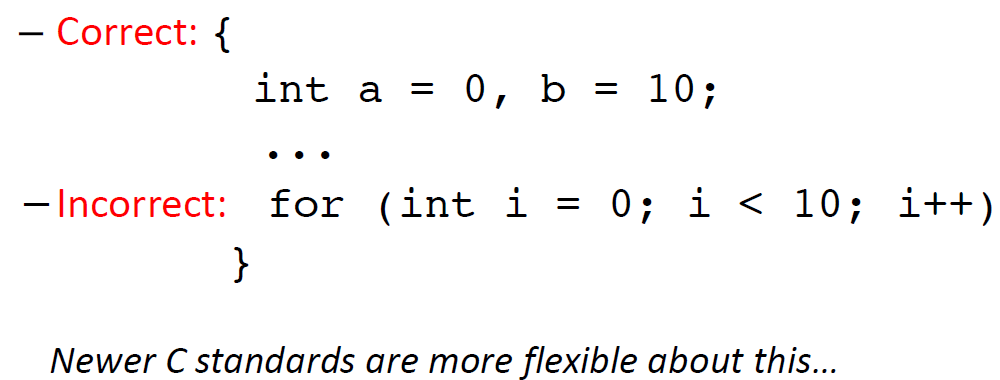 – Correct: {
int a = 0, b = 10;
...
–Incorrect: for (int i = 0; i < 10; i++)
}
Newer C standards are more flexible about this…